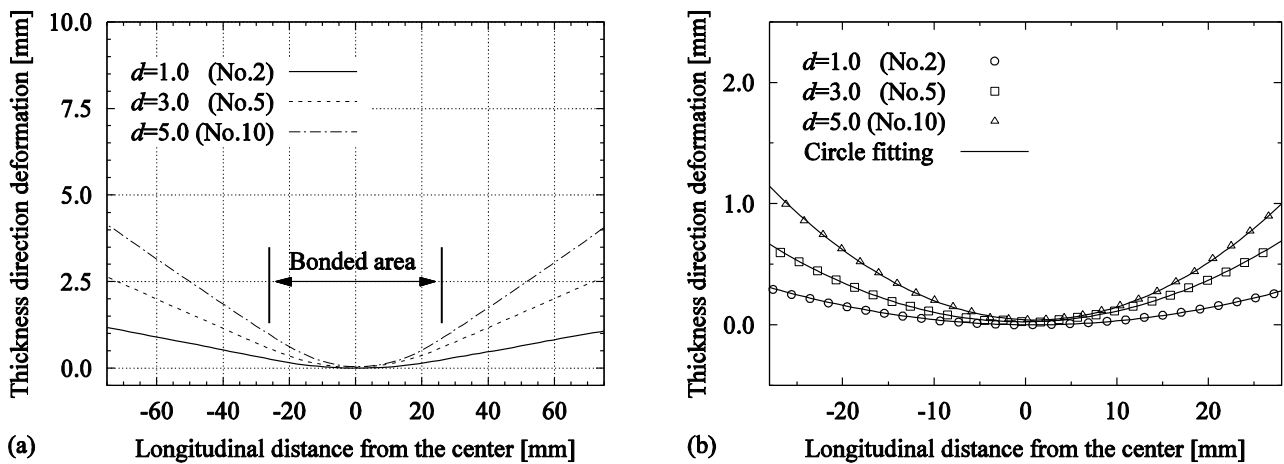 Thickness direction deformation [mm]
10.0
7.5
5.0
2.5
0.0
d=1.0 (No.2)
d=3.0 (No.5)
d=5.0 (No.10)
Bonded area
-60 -40 -20 0 20 40 60
(a) Longitudinal distance from the center [mm]
Thickness direction deformation [mm]
2.0
1.0
0.0
d=1.0 (No.2)
d=3.0 (No.5)
d=5.0 (No.10)
Circle fitting
-20 -10 0 10 20
(b) Longitudinal distance from the center [mm]